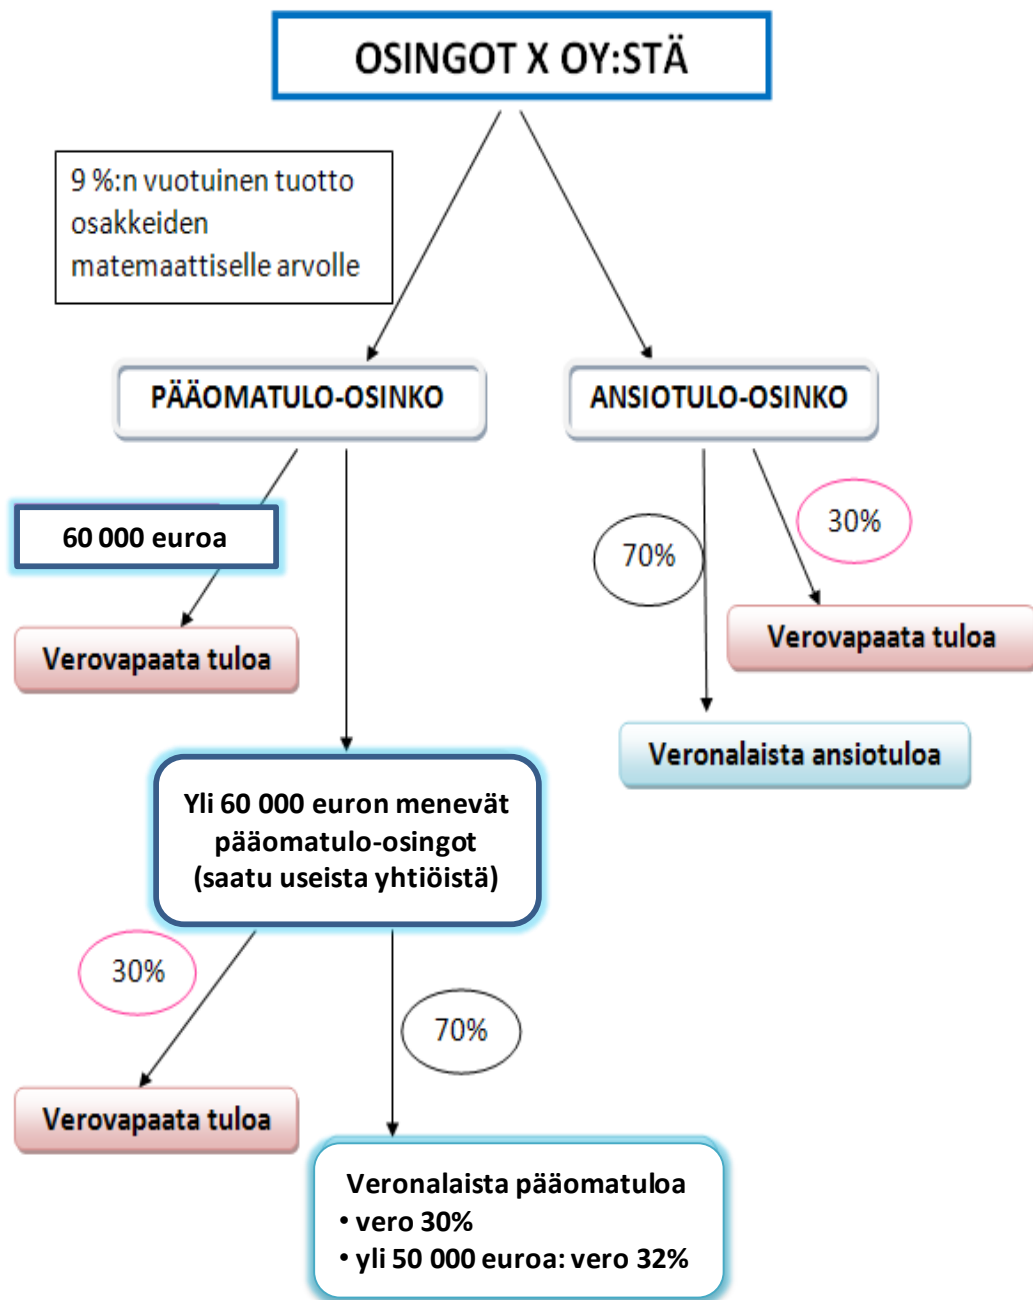 OSINGOT X OY:STÄ
9 %:n vuotuinen tuotto
osakkeiden
matemaattiselle arvolle
PÄÄOMATULO-OSINKO
ANSIOTULO-OSINKO
60 000 euroa
70%
30%
Verovapaata tuloa
Verovapaata tuloa
Veronalaista ansiotuloa
Yli 60 000 euron menevät
pääomatulo-osingot
(saatu useista yhtiöistä)
30%
70%
Verovapaata tuloa
Veronalaista pääomatuloa
• vero 30%
• yli 50 000 euroa: vero 32%